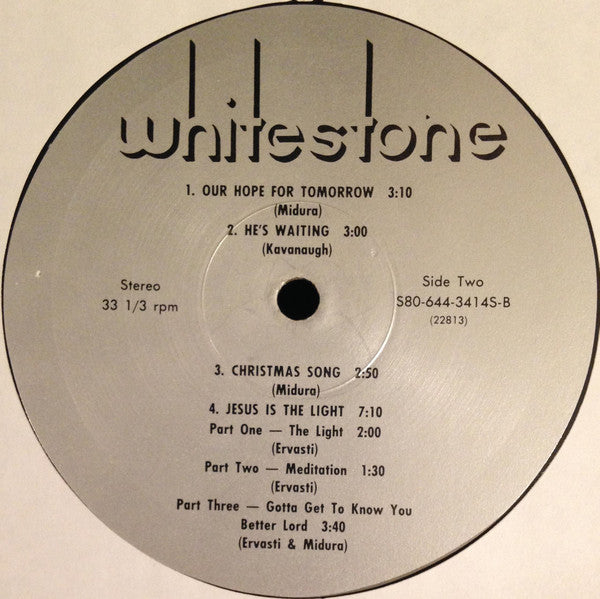 whitestone
1. OUR HOPE FOR TOMORROW 3:10
(Midura)
2. HE'S WAITING 3:00
(Kavanaugh)
Stereo
33 1/3 rpm
Side Two
S80-644-3414S-B
(22813)
3. CHRISTMAS SONG 2:50
(Midura)
4. JESUS IS THE LIGHT 7:10
Part One — The Light 2:00
(Ervasti)
Part Two — Meditation 1:30
(Ervasti)
Part Three — Gotta Get To Know You
Better Lord 3:40
(Ervasti & Midura)